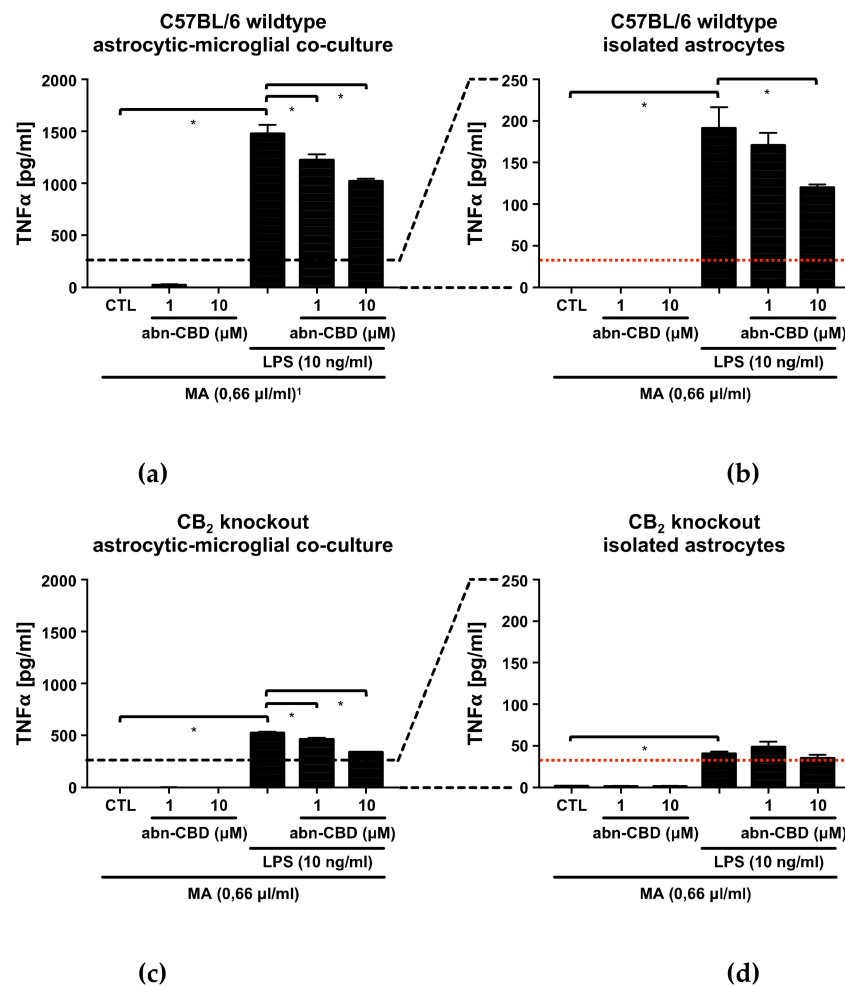 C57BL/6 wildtype
astrocytic-microglial co-culture
TNFα [pg/ml]
2000
1500
1000
500
0
*
*
*
CTL 1 10 1 10
abn-CBD (µM) abn-CBD (µM)
LPS (10 ng/ml)
MA (0,66 µl/ml)¹
(a)
C57BL/6 wildtype
isolated astrocytes
TNFα [pg/ml]
250
200
150
100
50
0
*
*
CTL 1 10 1 10
abn-CBD (µM) abn-CBD (µM)
LPS (10 ng/ml)
MA (0,66 µl/ml)
(b)
CB₂ knockout
astrocytic-microglial co-culture
TNFα [pg/ml]
2000
1500
1000
500
0
*
*
*
CTL 1 10 1 10
abn-CBD (µM) abn-CBD (µM)
LPS (10 ng/ml)
MA (0,66 µl/ml)
(c)
CB₂ knockout
isolated astrocytes
TNFα [pg/ml]
250
200
150
100
50
0
*
CTL 1 10 1 10
abn-CBD (µM) abn-CBD (µM)
LPS (10 ng/ml)
MA (0,66 µl/ml)
(d)